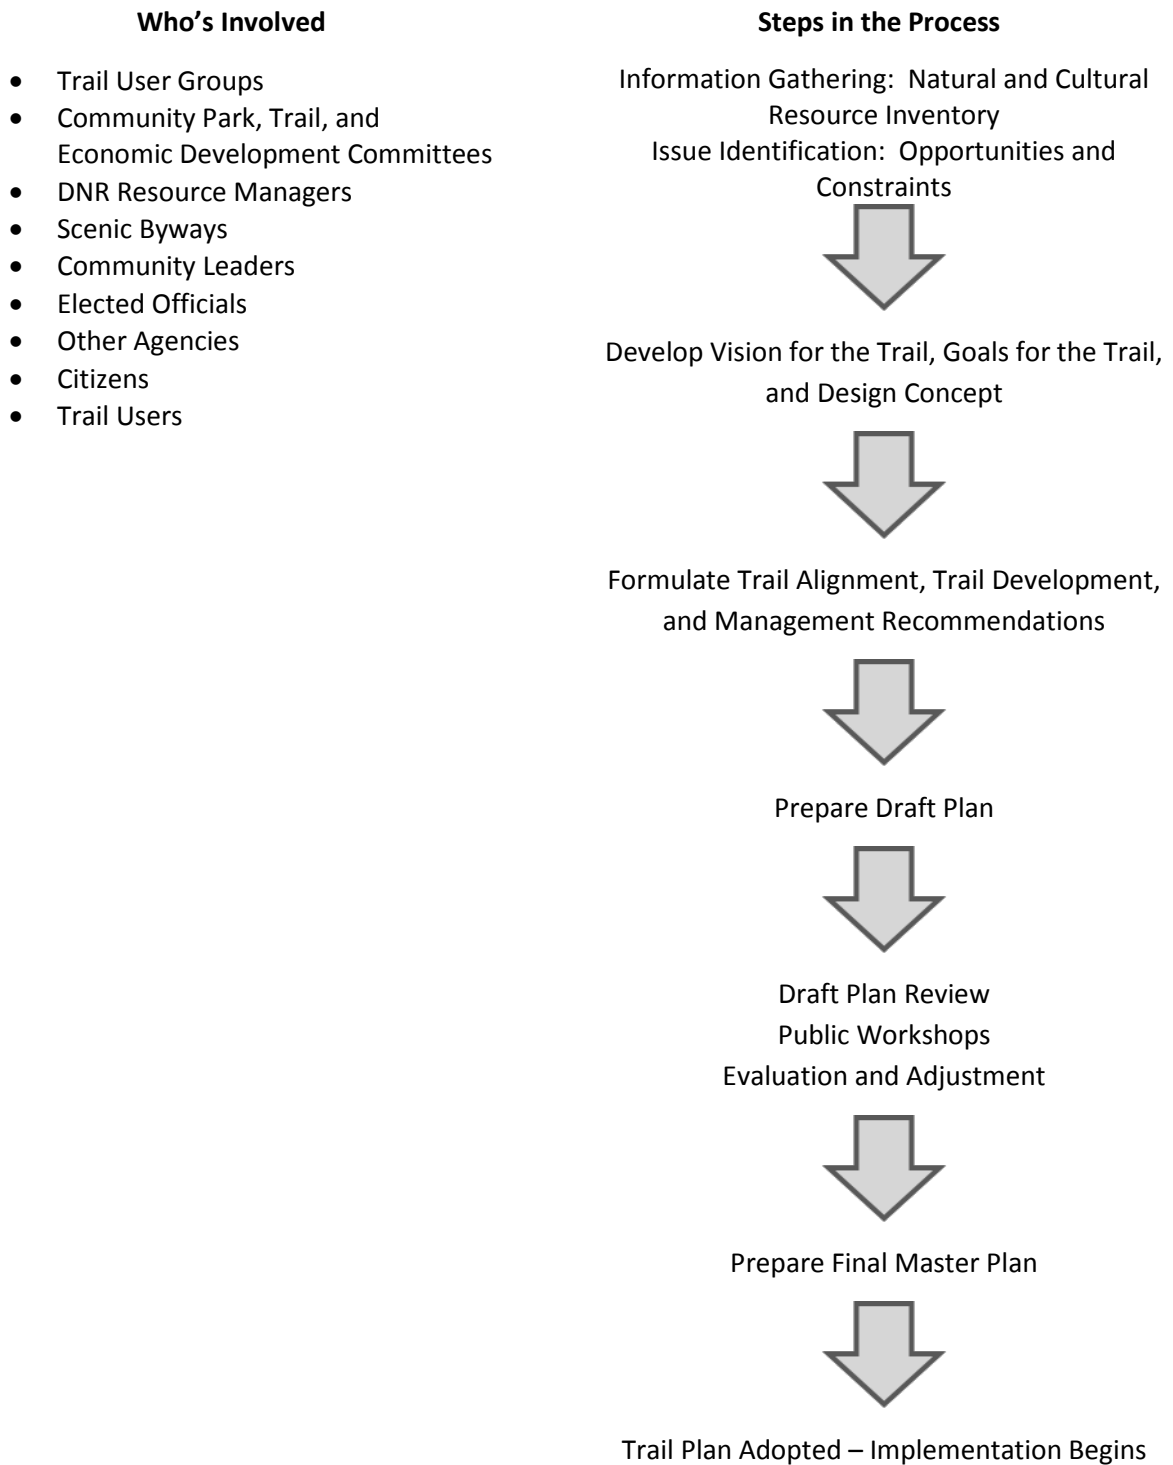 Who’s Involved
• Trail User Groups
• Community Park, Trail, and
Economic Development Committees
• DNR Resource Managers
• Scenic Byways
• Community Leaders
• Elected Officials
• Other Agencies
• Citizens
• Trail Users
Steps in the Process
Information Gathering:  Natural and Cultural
Resource Inventory
Issue Identification:  Opportunities and
Constraints
Develop Vision for the Trail, Goals for the Trail,
and Design Concept
Formulate Trail Alignment, Trail Development,
and Management Recommendations
Prepare Draft Plan
Draft Plan Review
Public Workshops
Evaluation and Adjustment
Prepare Final Master Plan
Trail Plan Adopted – Implementation Begins